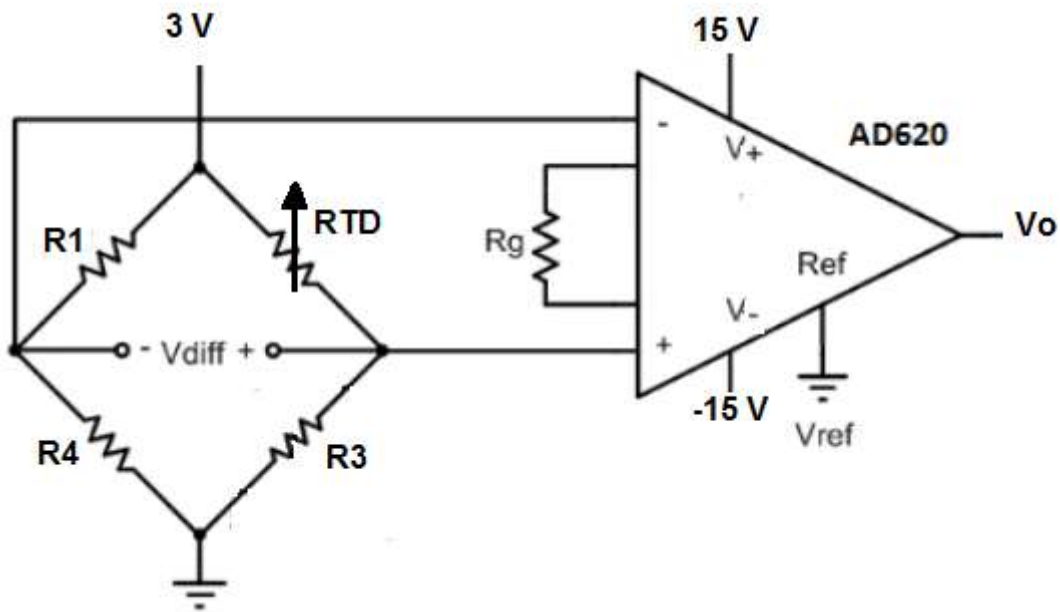 3 V
15 V
-
V+
AD620
R1
RTD
Rg
Vo
Ref
- Vdiff +
V-
+
-15 V
Vref
R4
R3